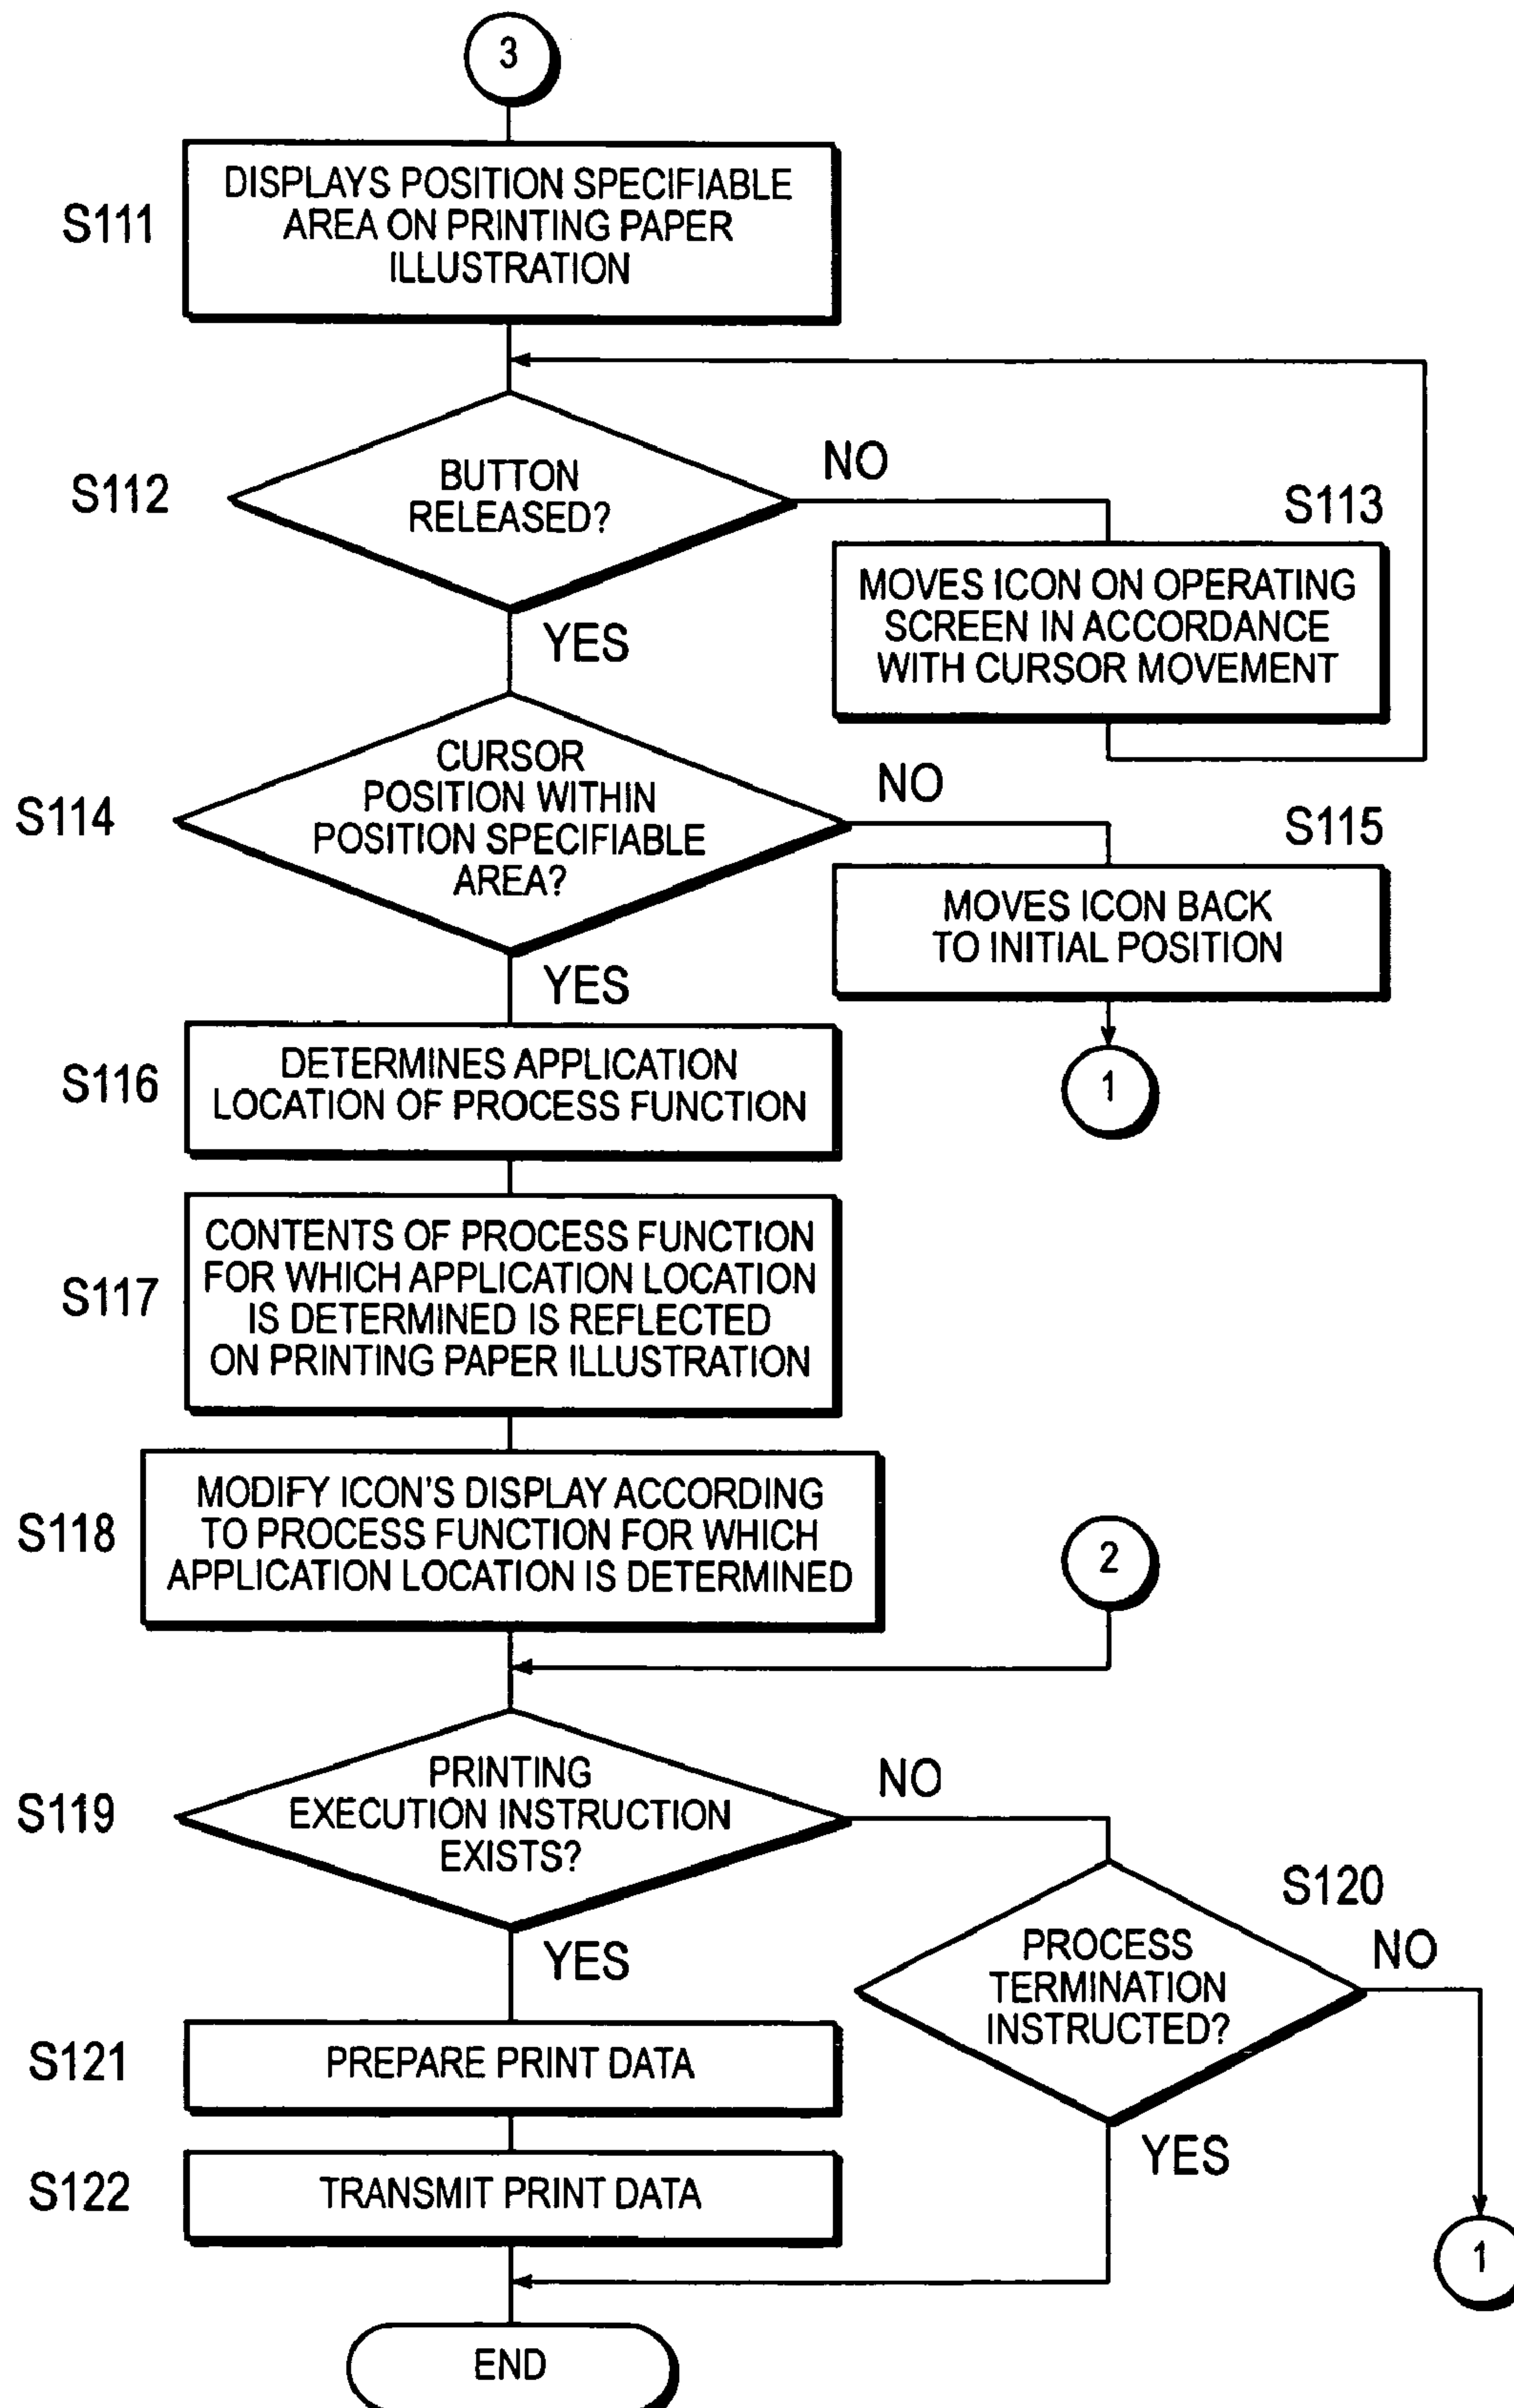 3
S111
DISPLAYS POSITION SPECIFIABLE
AREA ON PRINTING PAPER
ILLUSTRATION
S112
BUTTON
RELEASED?
NO
YES
S113
MOVES ICON ON OPERATING
SCREEN IN ACCORDANCE
WITH CURSOR MOVEMENT
S114
CURSOR
POSITION WITHIN
POSITION SPECIFIABLE
AREA?
NO
YES
S115
MOVES ICON BACK
TO INITIAL POSITION
1
S116
DETERMINES APPLICATION
LOCATION OF PROCESS FUNCTION
S117
CONTENTS OF PROCESS FUNCTION
FOR WHICH APPLICATION LOCATION
IS DETERMINED IS REFLECTED
ON PRINTING PAPER ILLUSTRATION
S118
MODIFY ICON'S DISPLAY ACCORDING
TO PROCESS FUNCTION FOR WHICH
APPLICATION LOCATION IS DETERMINED
2
S119
PRINTING
EXECUTION INSTRUCTION
EXISTS?
NO
YES
S120
PROCESS
TERMINATION
INSTRUCTED?
NO
YES
1
S121
PREPARE PRINT DATA
S122
TRANSMIT PRINT DATA
END